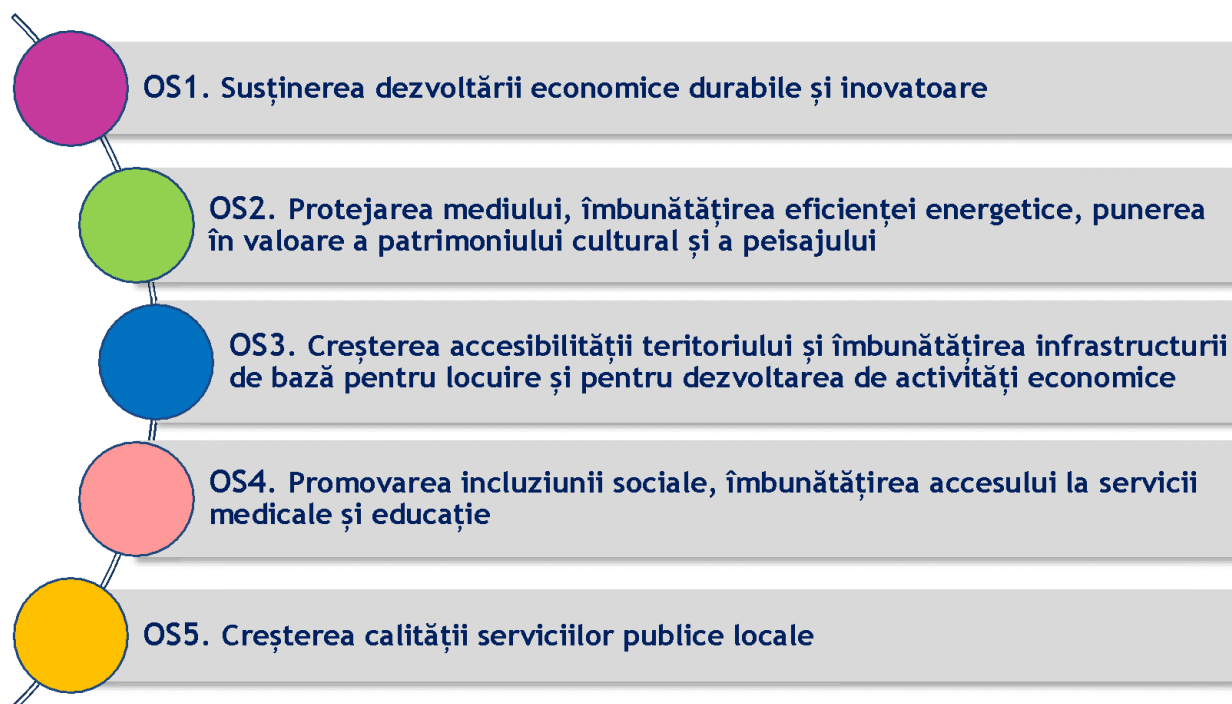 OS1. Susținerea dezvoltării economice durabile și inovatoare
OS2. Protejarea mediului, îmbunătățirea eficienței energetice, punerea
în valoare a patrimoniului cultural și a peisajului
OS3. Creșterea accesibilității teritoriului și îmbunătățirea infrastructurii
de bază pentru locuire și pentru dezvoltarea de activități economice
OS4. Promovarea incluziunii sociale, îmbunătățirea accesului la servicii
medicale și educație
OS5. Creșterea calității serviciilor publice locale